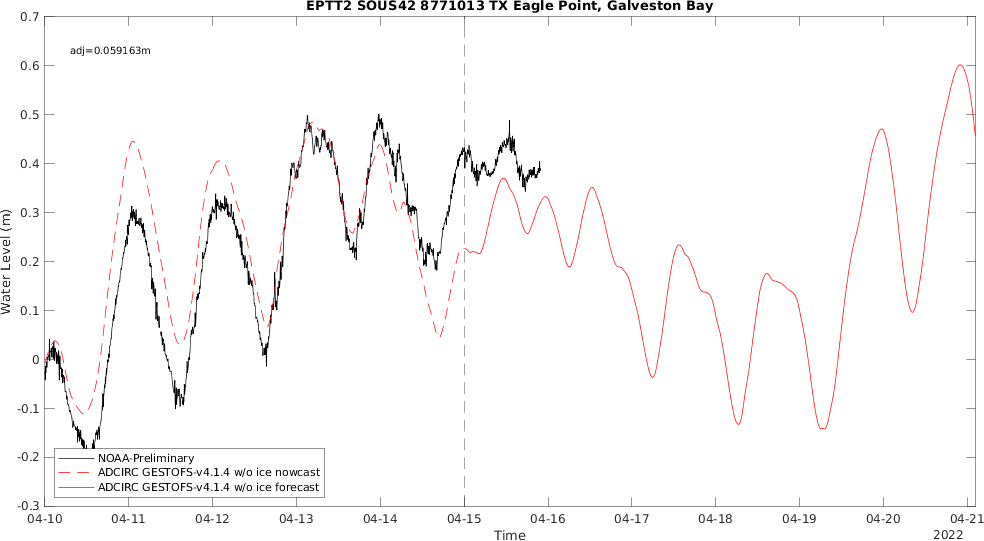 EPTT2 SOUS42 8771013 TX Eagle Point, Galveston Bay
adj=0.059163m
0.7
0.6
0.5
0.4
0.3
0.2
0.1
0
-0.1
-0.2
-0.3
Water Level (m)
NOAA-Preliminary
ADCIRC GESTOFS-v4.1.4 w/o ice nowcast
ADCIRC GESTOFS-v4.1.4 w/o ice forecast
04-10 04-11 04-12 04-13 04-14 04-15 04-16 04-17 04-18 04-19 04-20 04-21
Time
2022